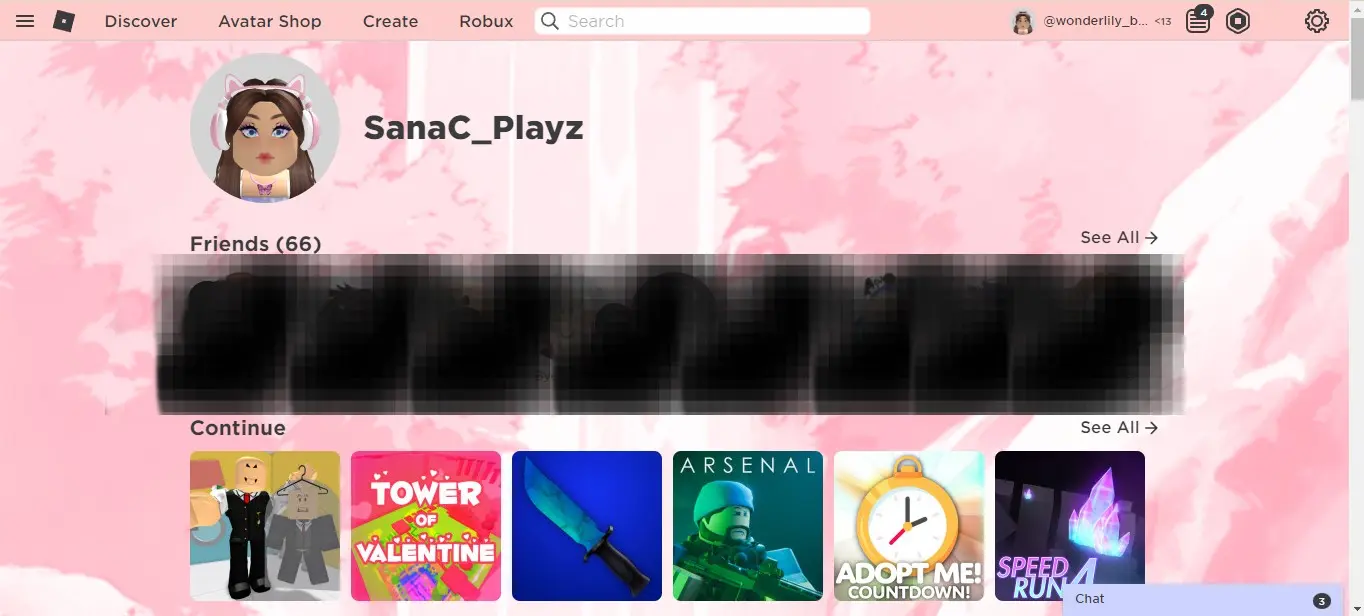 Discover Avatar Shop Create Robux Search @wonderlily_b... <13 4
SanaC_Playz
Friends (66) See All
Continue See All
TOWER
OF
VALENTINE
ARSENAL
ADOPT ME!
COUNTDOWN!
SPEED
RUN 4
Chat 3